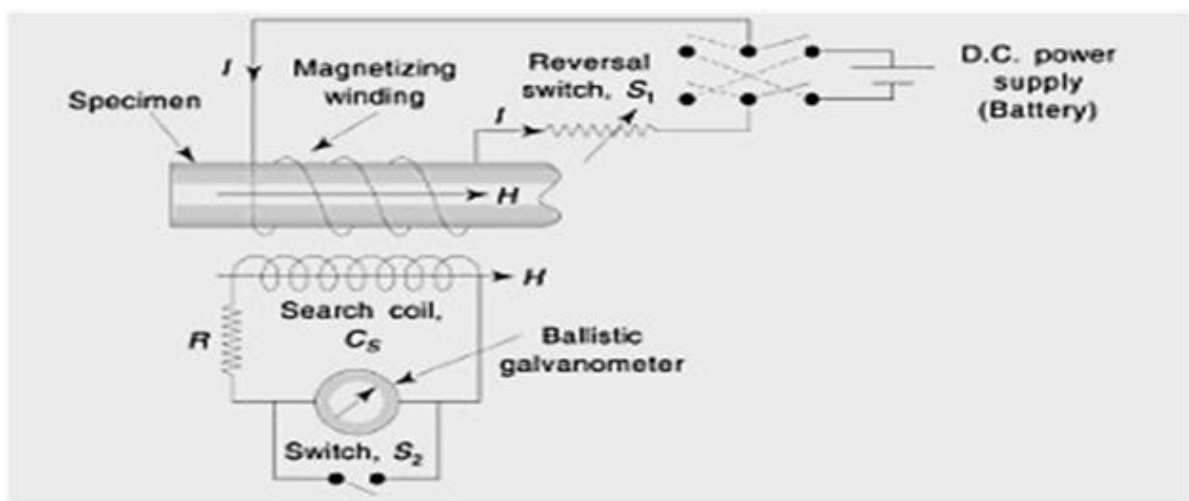 I
Magnetizing
winding
Specimen
Reversal
switch, S₁
I
D.C. power
supply
(Battery)
H
H
Search coil,
Cₛ
R
Ballistic
galvanometer
Switch, S₂